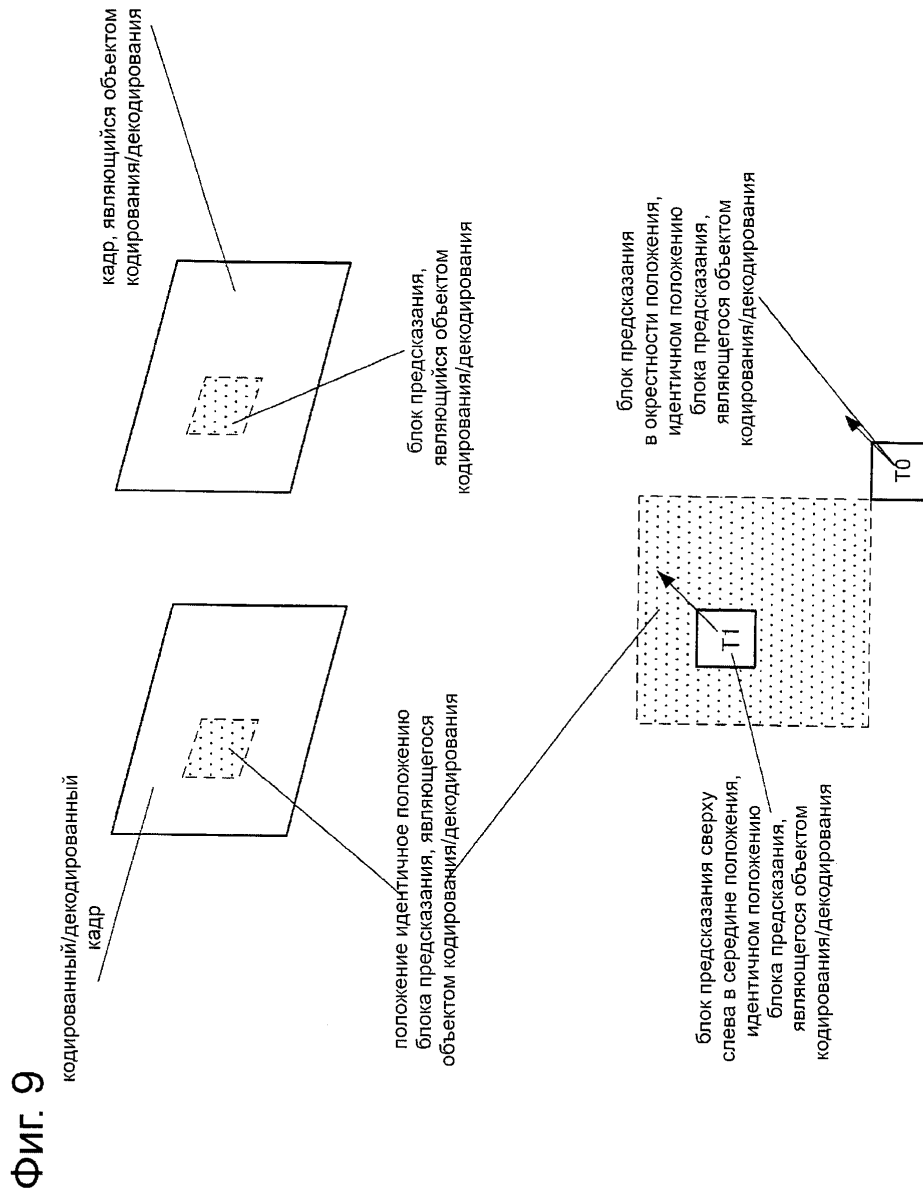 Фиг. 9
кодированный/декодированный
кадр
кадр, являющийся объектом
кодирования/декодирования
положение идентичное положению
блока предсказания, являющегося
объектом кодирования/декодирования
блок предсказания,
являющийся объектом
кодирования/декодирования
блок предсказания сверху
слева в середине положения,
идентичном положению
блока предсказания,
являющегося объектом
кодирования/декодирования
T1
блок предсказания
в окрестности положения,
идентичном положению
блока предсказания,
являющегося объектом
кодирования/декодирования
T0